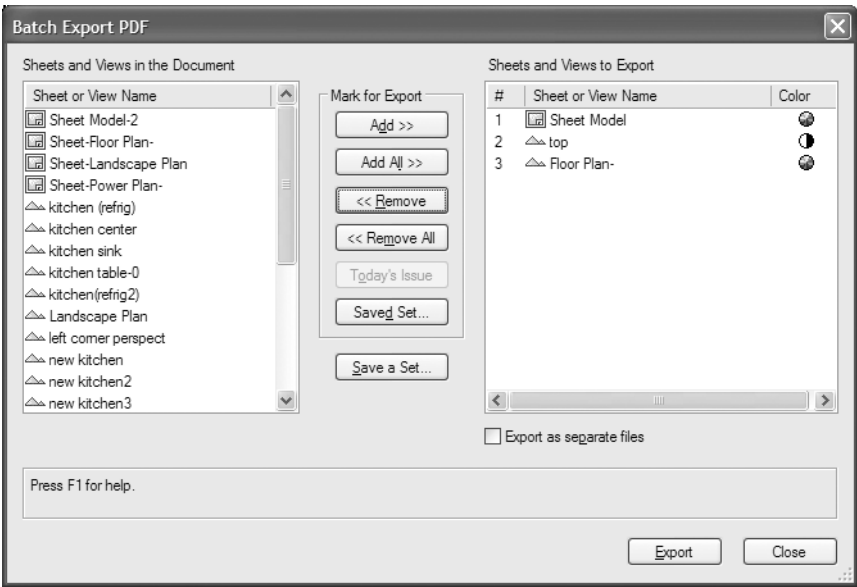 Batch Export PDF
Sheets and Views in the Document
Sheet or View Name
Sheet Model-2
Sheet-Floor Plan-
Sheet-Landscape Plan
Sheet-Power Plan-
kitchen (refrig)
kitchen center
kitchen sink
kitchen table-0
kitchen(refrig2)
Landscape Plan
left corner perspect
new kitchen
new kitchen2
new kitchen3
Mark for Export
Add >>
Add All >>
<< Remove
<< Remove All
Today's Issue
Saved Set...
Save a Set...
Sheets and Views to Export
# Sheet or View Name Color
1 Sheet Model
2 top
3 Floor Plan-
Export as separate files
Press F1 for help.
Export Close